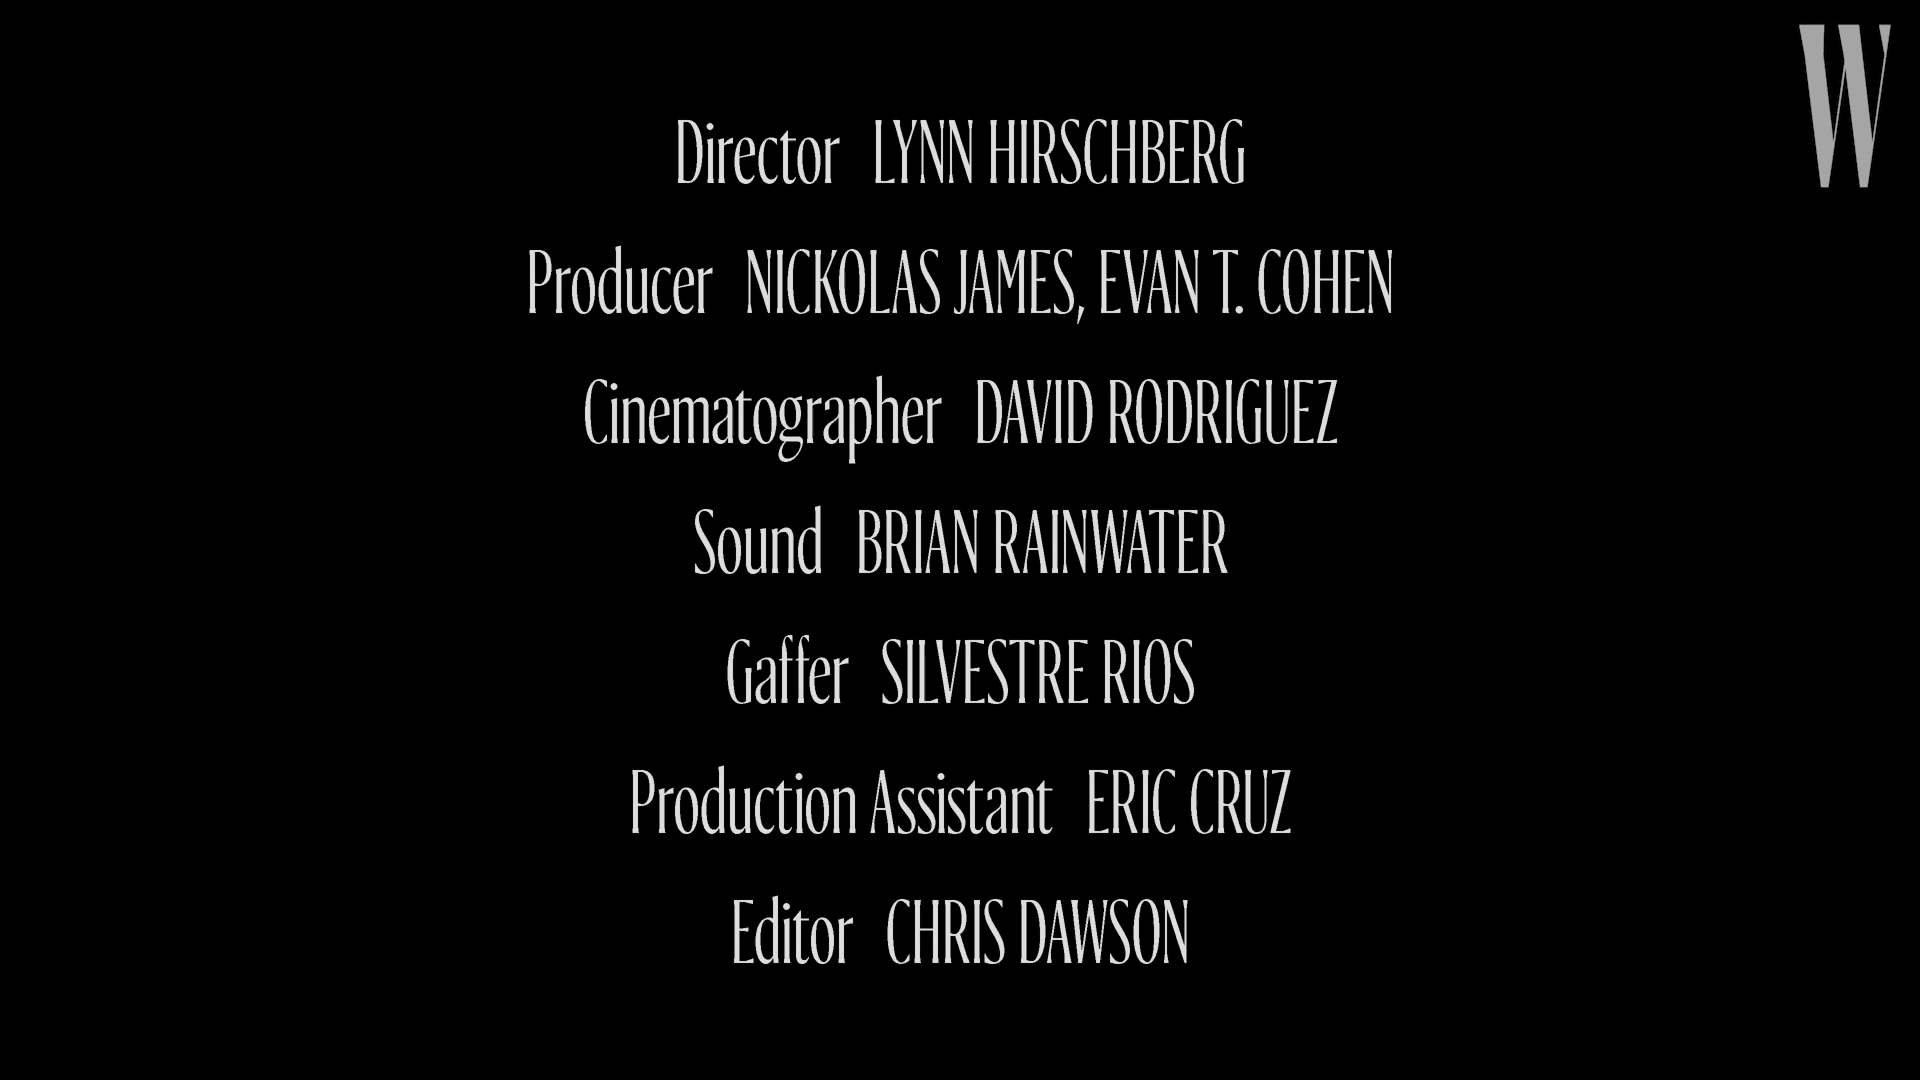 W
Director LYNN HIRSCHBERG
Producer NICKOLAS JAMES, EVAN T. COHEN
Cinematographer DAVID RODRIGUEZ
Sound BRIAN RAINWATER
Gaffer SILVESTRE RIOS
Production Assistant ERIC CRUZ
Editor CHRIS DAWSON